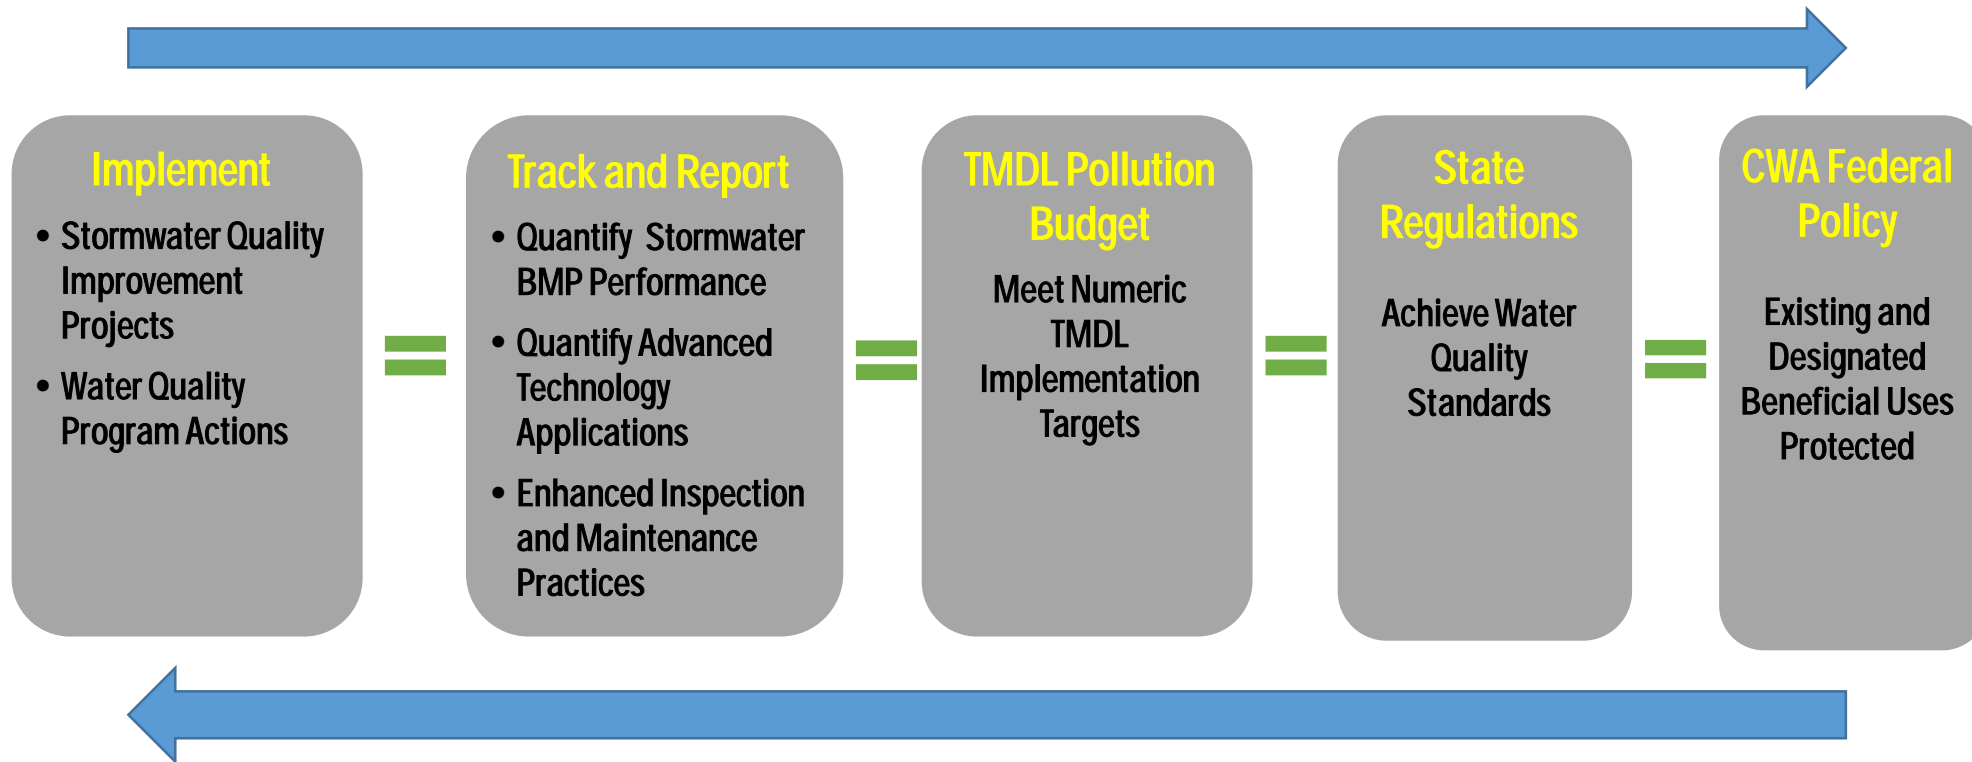 Implement
• Stormwater Quality
Improvement
Projects
• Water Quality
Program Actions
Track and Report
• Quantify Stormwater
BMP Performance
• Quantify Advanced
Technology
Applications
• Enhanced Inspection
and Maintenance
Practices
TMDL Pollution
Budget
Meet Numeric
TMDL
Implementation
Targets
State
Regulations
Achieve Water
Quality
Standards
CWA Federal
Policy
Existing and
Designated
Beneficial Uses
Protected